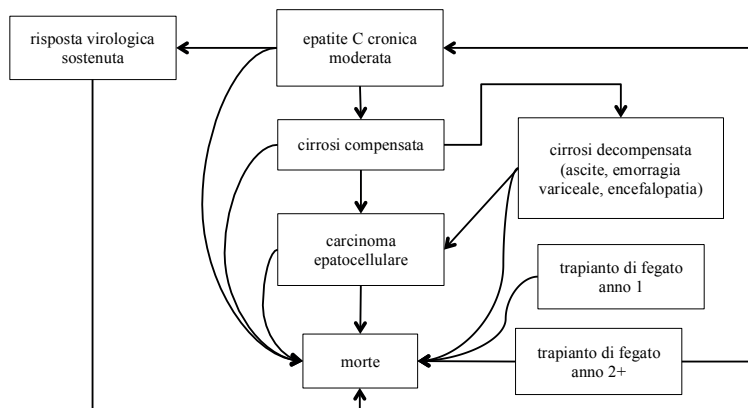 risposta virologica
sostenuta
epatite C cronica
moderata
cirrosi compensata
cirrosi decompensata
(ascite, emorragia
variceale, encefalopatia)
carcinoma
epatocellulare
trapianto di fegato
anno 1
morte
trapianto di fegato
anno 2+